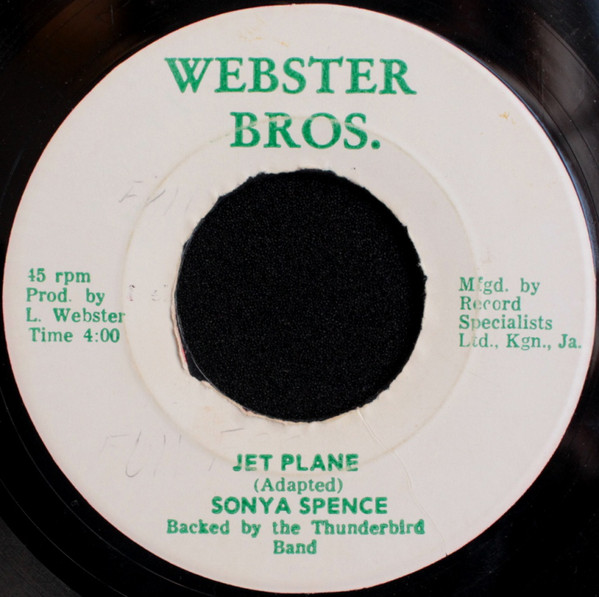 WEBSTER
BROS.
45 rpm
Prod. by
L. Webster
Time 4:00
Mfgd. by
Record
Specialists
Ltd., Kgn., Ja.
JET PLANE
(Adapted)
SONYA SPENCE
Backed by the Thunderbird
Band